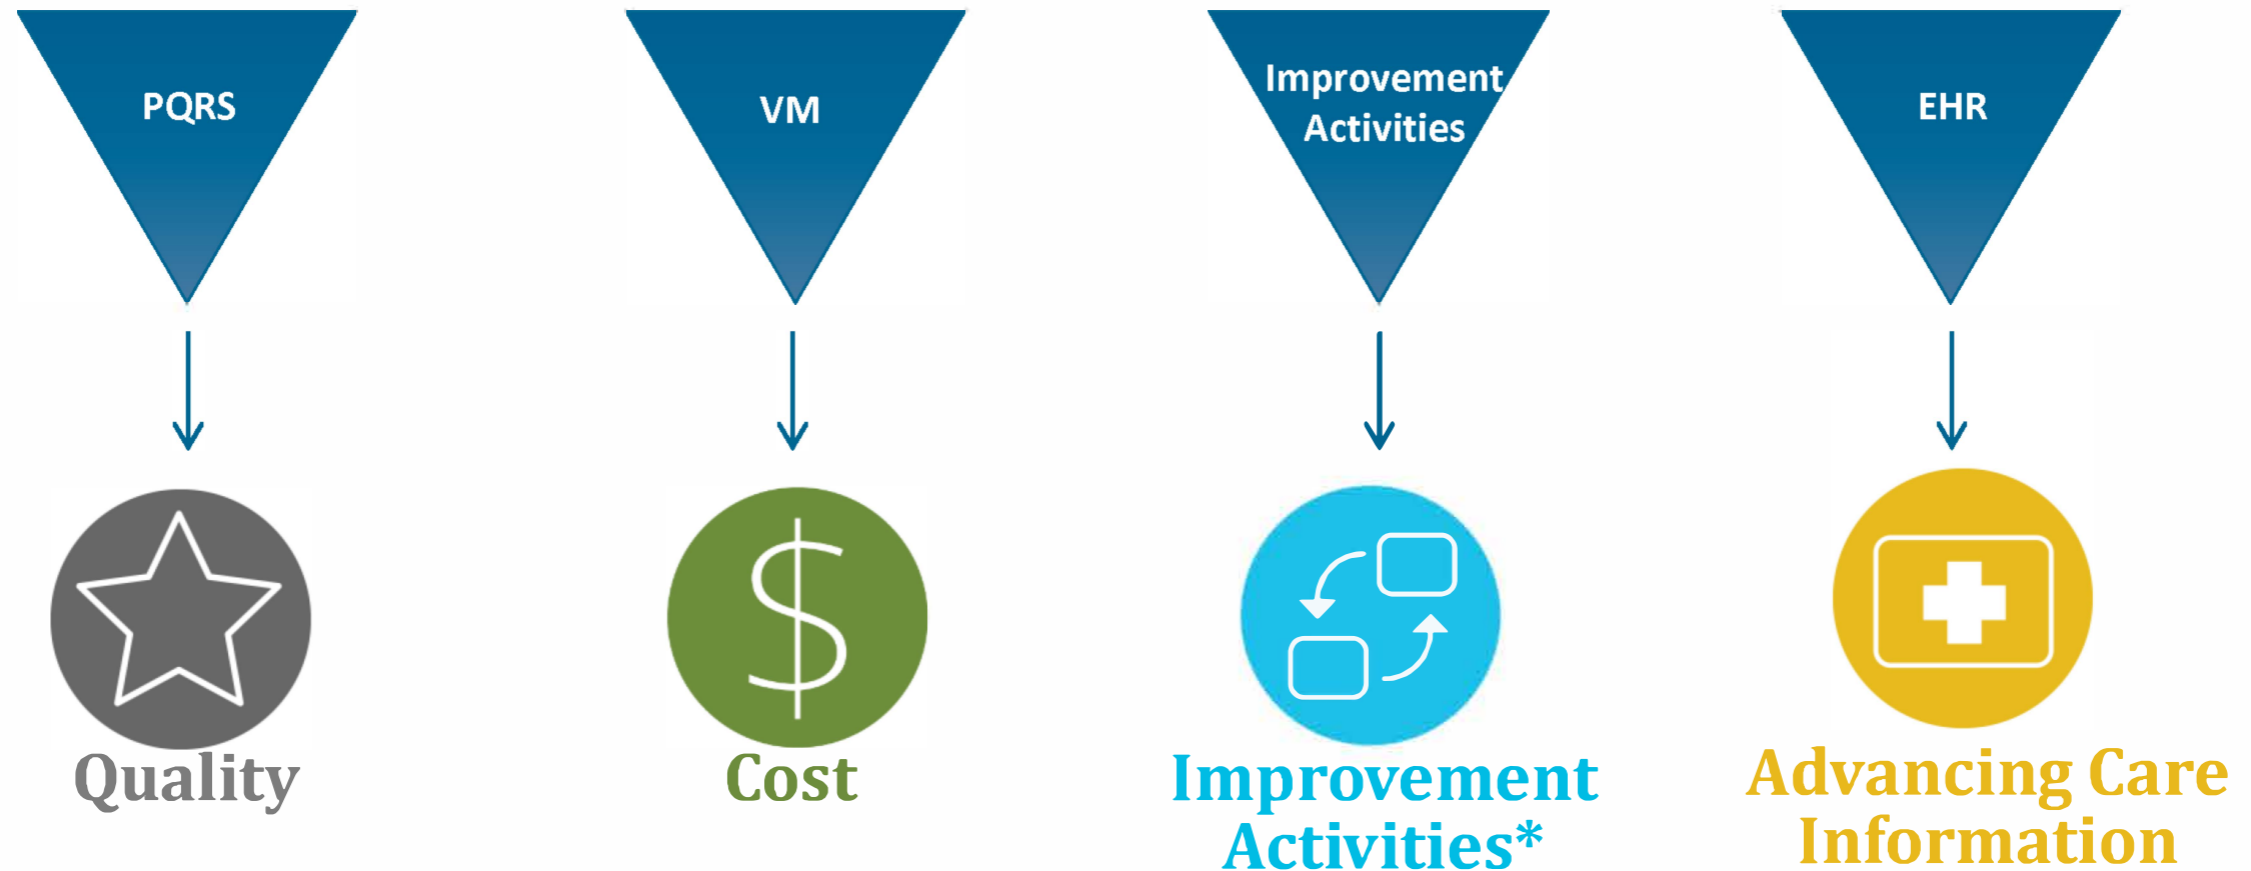 PQRS
VM
Improvement
Activities
EHR
Quality
Cost
Improvement
Activities*
Advancing Care
Information